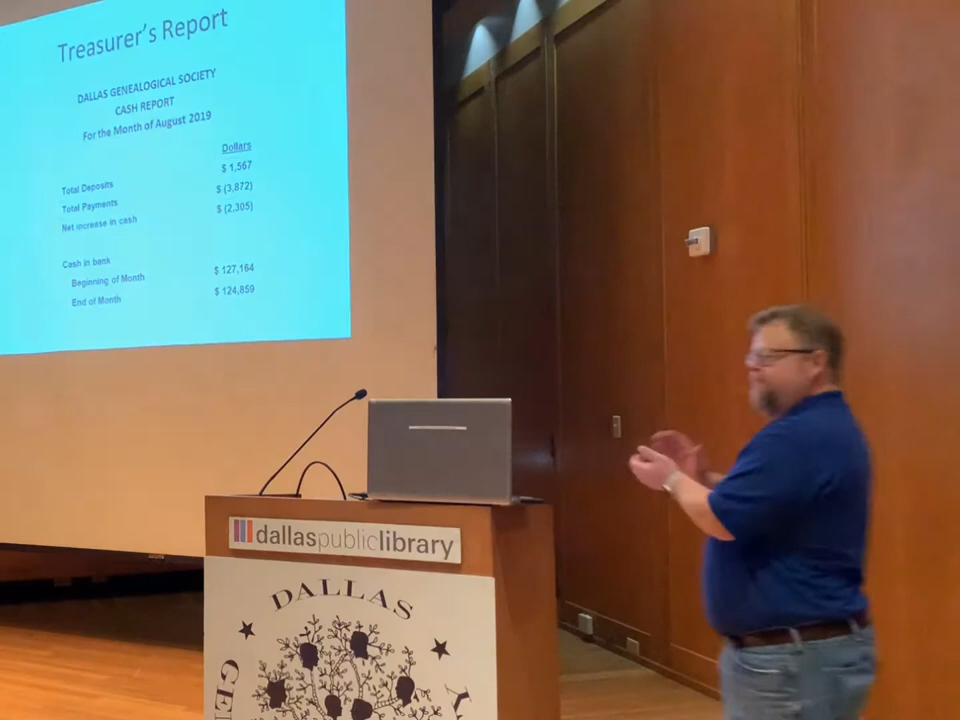 Treasurer's Report
DALLAS GENEALOGICAL SOCIETY
CASH REPORT
For the Month of August 2019
Dollars
Total Deposits $ 1,567
Total Payments $ (3,872)
Net increase in cash $ (2,305)
Cash in bank
Beginning of Month $ 127,164
End of Month $ 124,859
dallaspubliclibrary
DALLAS